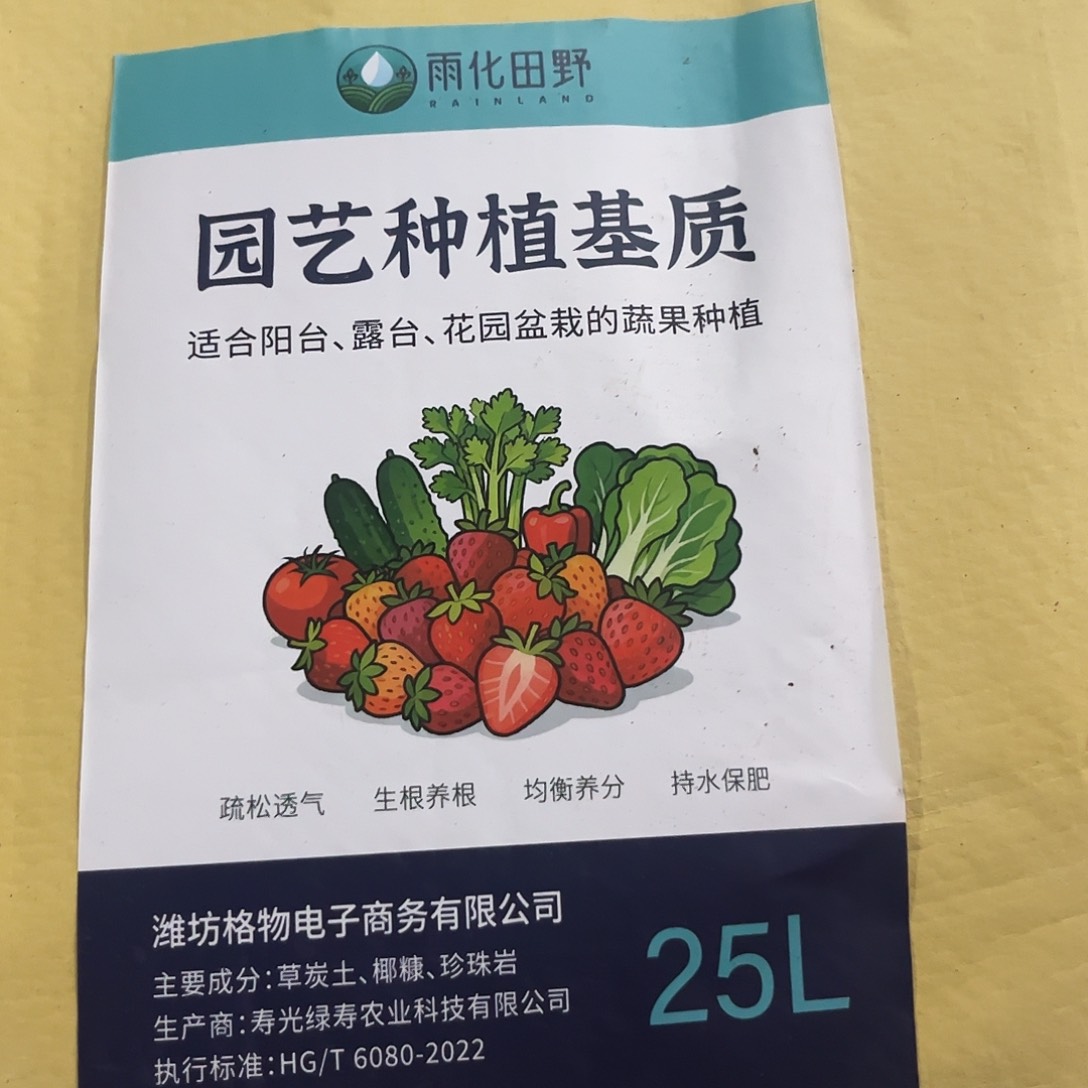 雨化田野
RAINLAND
园艺种植基质
适合阳台、露台、花园盆栽的蔬果种植
疏松透气 生根养根 均衡养分 持水保肥
潍坊格物电子商务有限公司
主要成分:草炭土、椰糠、珍珠岩
生产商:寿光绿寿农业科技有限公司
执行标准:HG/T 6080-2022
25L